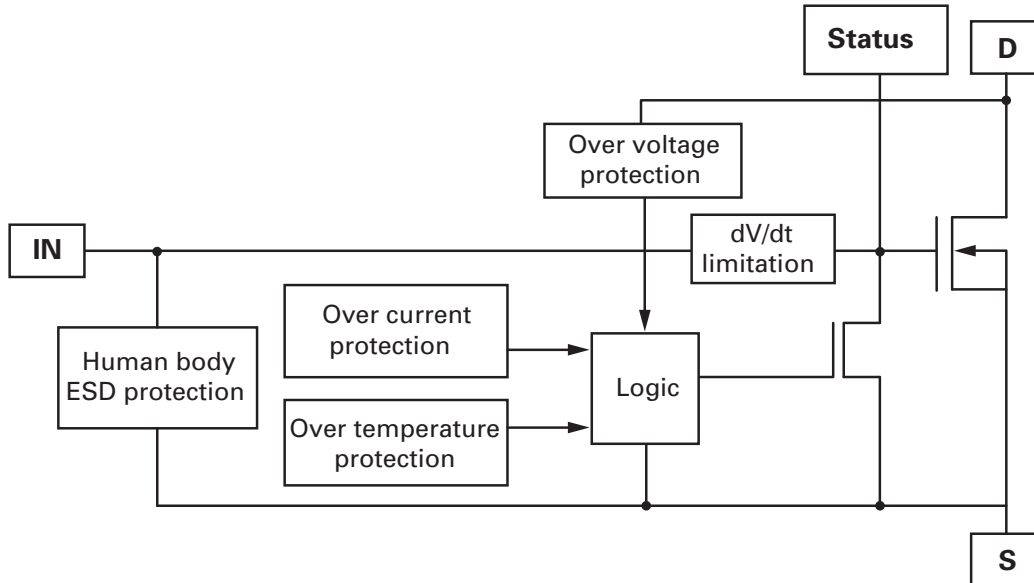 Status
D
Over voltage
protection
IN
dV/dt
limitation
Over current
protection
Human body
ESD protection
Logic
Over temperature
protection
S